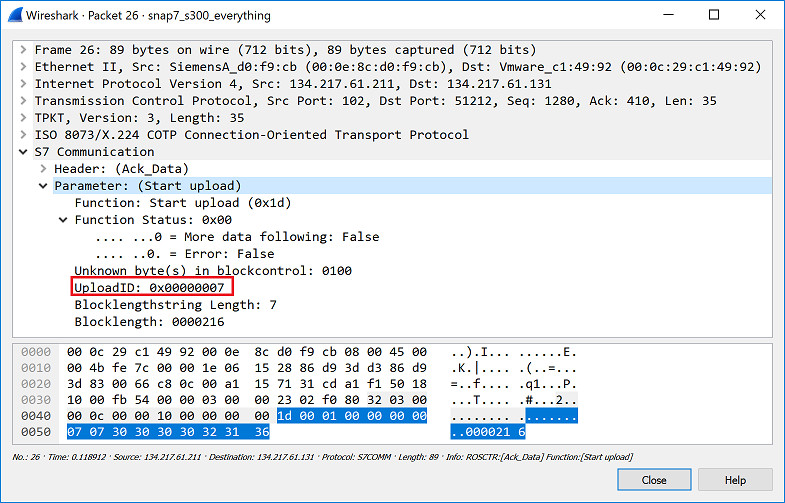 Wireshark · Packet 26 · snap7_s300_everything
Frame 26: 89 bytes on wire (712 bits), 89 bytes captured (712 bits)
Ethernet II, Src: SiemensA_d0:f9:cb (00:0e:8c:d0:f9:cb), Dst: Vmware_c1:49:92 (00:0c:29:c1:49:92)
Internet Protocol Version 4, Src: 134.217.61.211, Dst: 134.217.61.131
Transmission Control Protocol, Src Port: 102, Dst Port: 51212, Seq: 1280, Ack: 410, Len: 35
TPKT, Version: 3, Length: 35
ISO 8073/X.224 COTP Connection-Oriented Transport Protocol
S7 Communication
Header: (Ack_Data)
Parameter: (Start upload)
Function: Start upload (0x1d)
Function Status: 0x00
.... ...0 = More data following: False
.... ..0. = Error: False
Unknown byte(s) in blockcontrol: 0100
UploadID: 0x00000007
Blocklengthstring Length: 7
Blocklength: 0000216
0000 00 0c 29 c1 49 92 00 0e 8c d0 f9 cb 08 00 45 00 ..).I... ......E.
0010 00 4b fe 7c 00 00 1e 06 15 28 86 d9 3d d3 86 d9 .K.|.... .(..=...
0020 3d 83 00 66 c8 0c 00 a1 15 71 31 cd a1 f1 50 18 =..f.... .q1...P.
0030 10 00 fb 54 00 00 03 00 00 23 02 f0 80 32 03 00 ...T.... .#...2..
0040 00 0c 00 00 10 00 00 00 00 1d 00 01 00 00 00 00 ........ ........
0050 07 07 30 30 30 30 32 31 36 ..000021 6
No.: 26 · Time: 0.118912 · Source: 134.217.61.211 · Destination: 134.217.61.131 · Protocol: S7COMM · Length: 89 · Info: ROSCTR:[Ack_Data] Function:[Start upload]
Close
Help